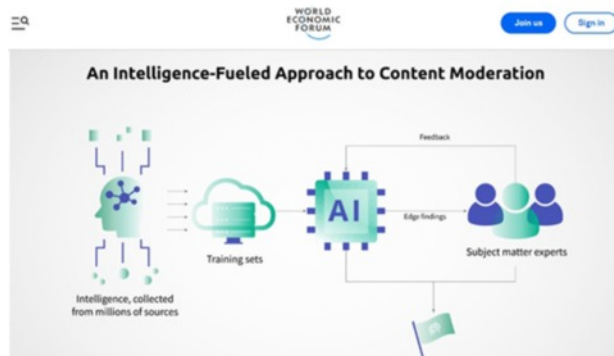 WORLD
ECONOMIC
FORUM
Join us
Sign in
An Intelligence-Fueled Approach to Content Moderation
Feedback
AI
Edge findings
Training sets
Subject matter experts
Intelligence, collected
from millions of sources